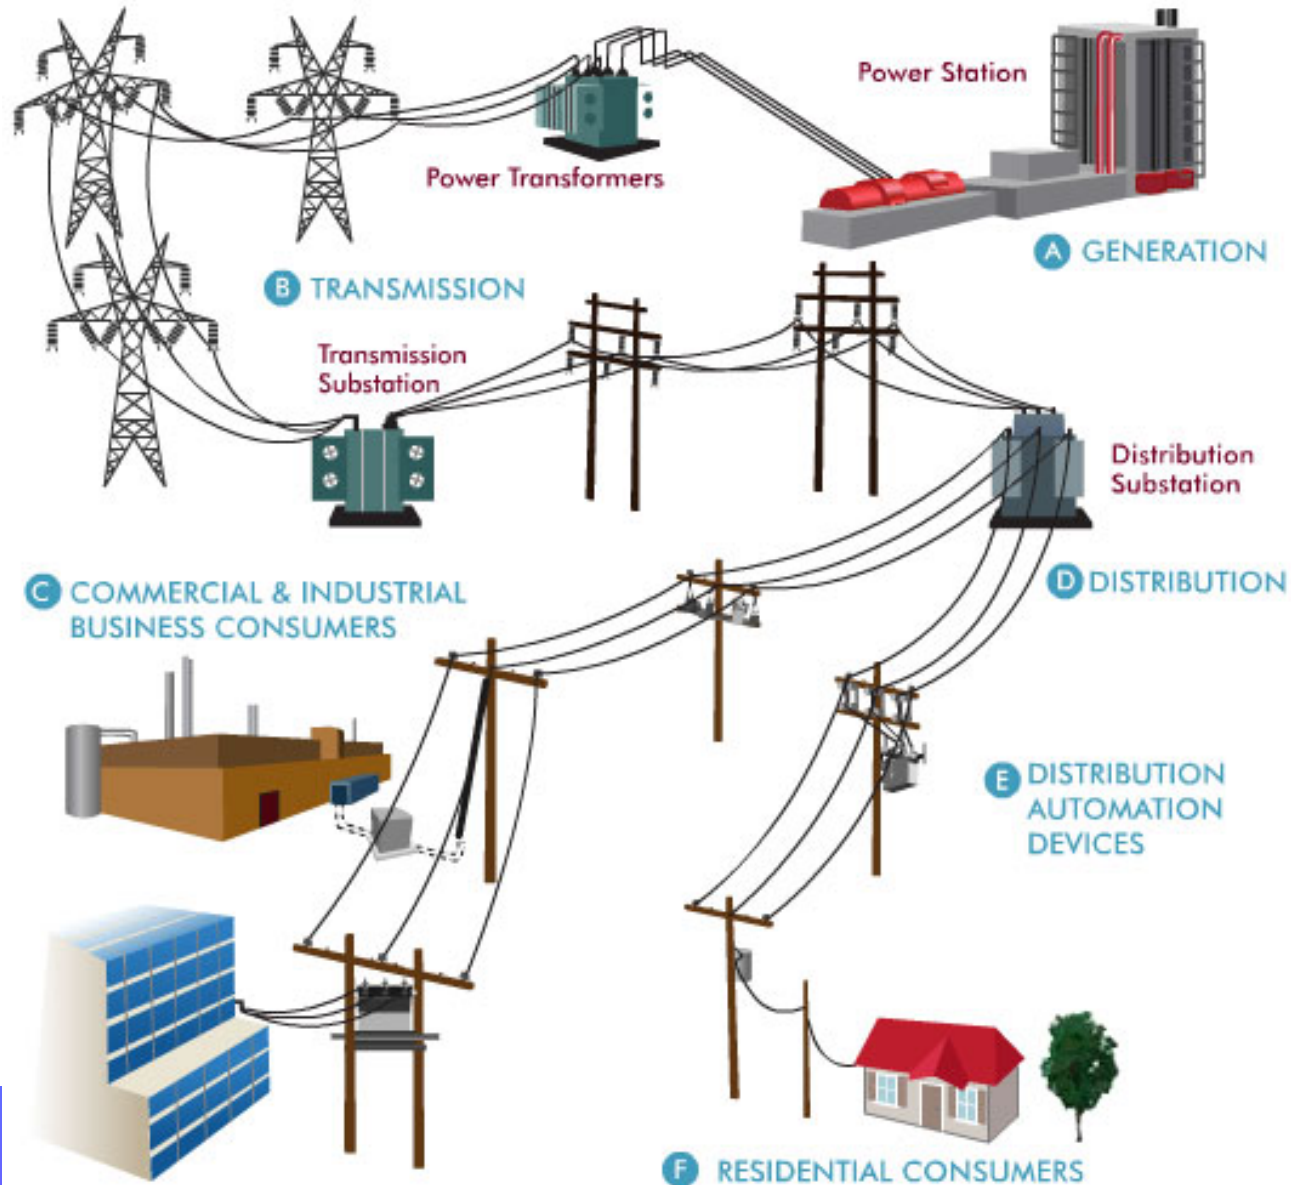 Power Station
Power Transformers
A GENERATION
B TRANSMISSION
Transmission
Substation
Distribution
Substation
C COMMERCIAL & INDUSTRIAL
BUSINESS CONSUMERS
D DISTRIBUTION
E DISTRIBUTION
AUTOMATION
DEVICES
F RESIDENTIAL CONSUMERS